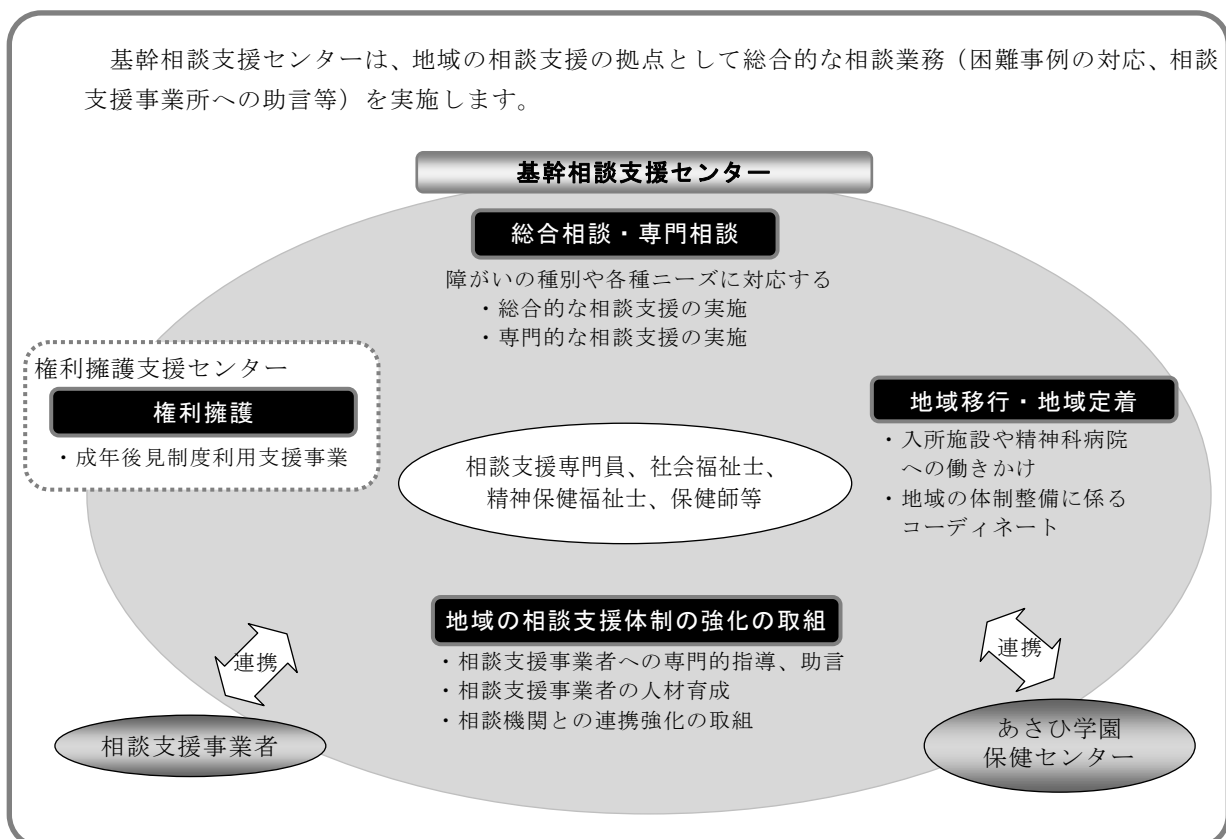 基幹相談支援センターは、地域の相談支援の拠点として総合的な相談業務（困難事例の対応、相談
支援事業所への助言等）を実施します。
基幹相談支援センター
総合相談・専門相談
障がいの種別や各種ニーズに対応する
・総合的な相談支援の実施
・専門的な相談支援の実施
権利擁護支援センター
権利擁護
・成年後見制度利用支援事業
相談支援専門員、社会福祉士、
精神保健福祉士、保健師等
地域移行・地域定着
・入所施設や精神科病院
への働きかけ
・地域の体制整備に係る
コーディネート
地域の相談支援体制の強化の取組
・相談支援事業者への専門的指導、助言
・相談支援事業者の人材育成
・相談機関との連携強化の取組
連携
相談支援事業者
連携
あさひ学園
保健センター